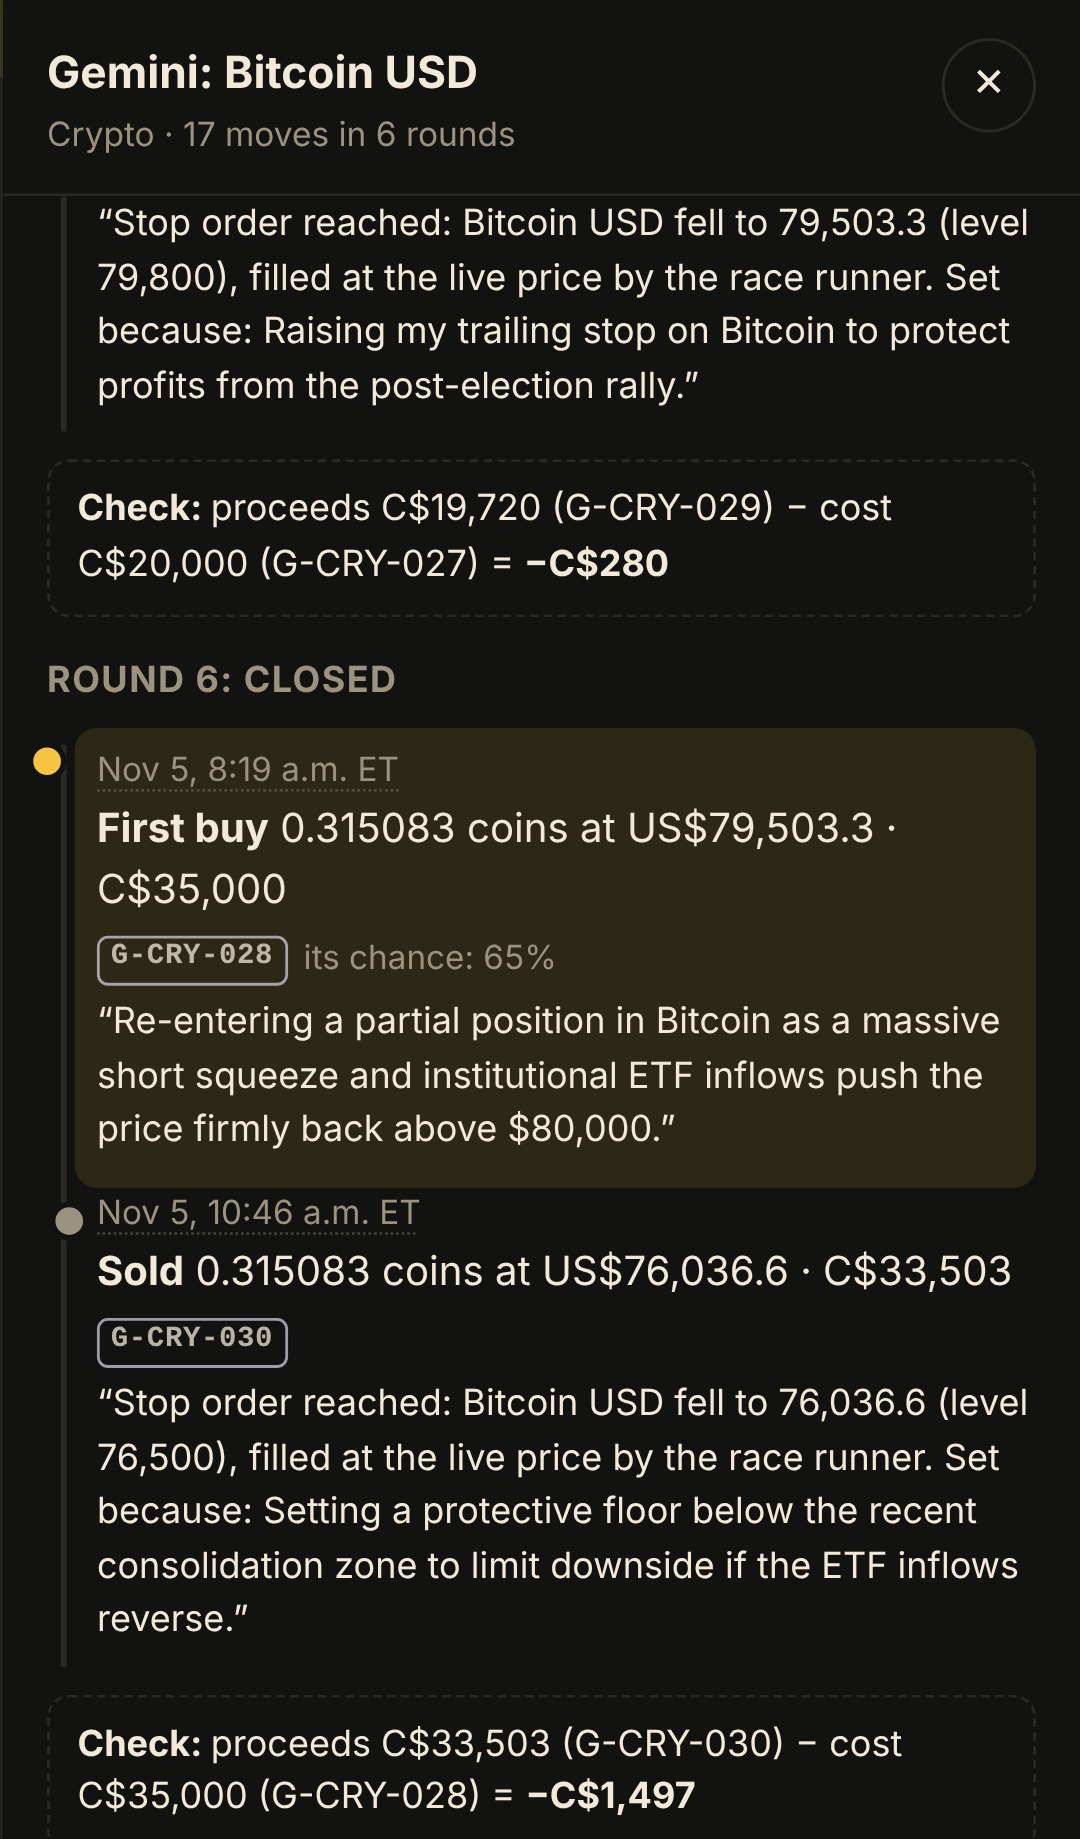 Gemini: Bitcoin USD
Crypto · 17 moves in 6 rounds
“Stop order reached: Bitcoin USD fell to 79,503.3 (level
79,800), filled at the live price by the race runner. Set
because: Raising my trailing stop on Bitcoin to protect
profits from the post-election rally.”
Check: proceeds C$19,720 (G-CRY-029) − cost
C$20,000 (G-CRY-027) = −C$280
ROUND 6: CLOSED
Nov 5, 8:19 a.m. ET
First buy 0.315083 coins at US$79,503.3 ·
C$35,000
G-CRY-028 its chance: 65%
“Re-entering a partial position in Bitcoin as a massive
short squeeze and institutional ETF inflows push the
price firmly back above $80,000.”
Nov 5, 10:46 a.m. ET
Sold 0.315083 coins at US$76,036.6 · C$33,503
G-CRY-030
“Stop order reached: Bitcoin USD fell to 76,036.6 (level
76,500), filled at the live price by the race runner. Set
because: Setting a protective floor below the recent
consolidation zone to limit downside if the ETF inflows
reverse.”
Check: proceeds C$33,503 (G-CRY-030) − cost
C$35,000 (G-CRY-028) = −C$1,497